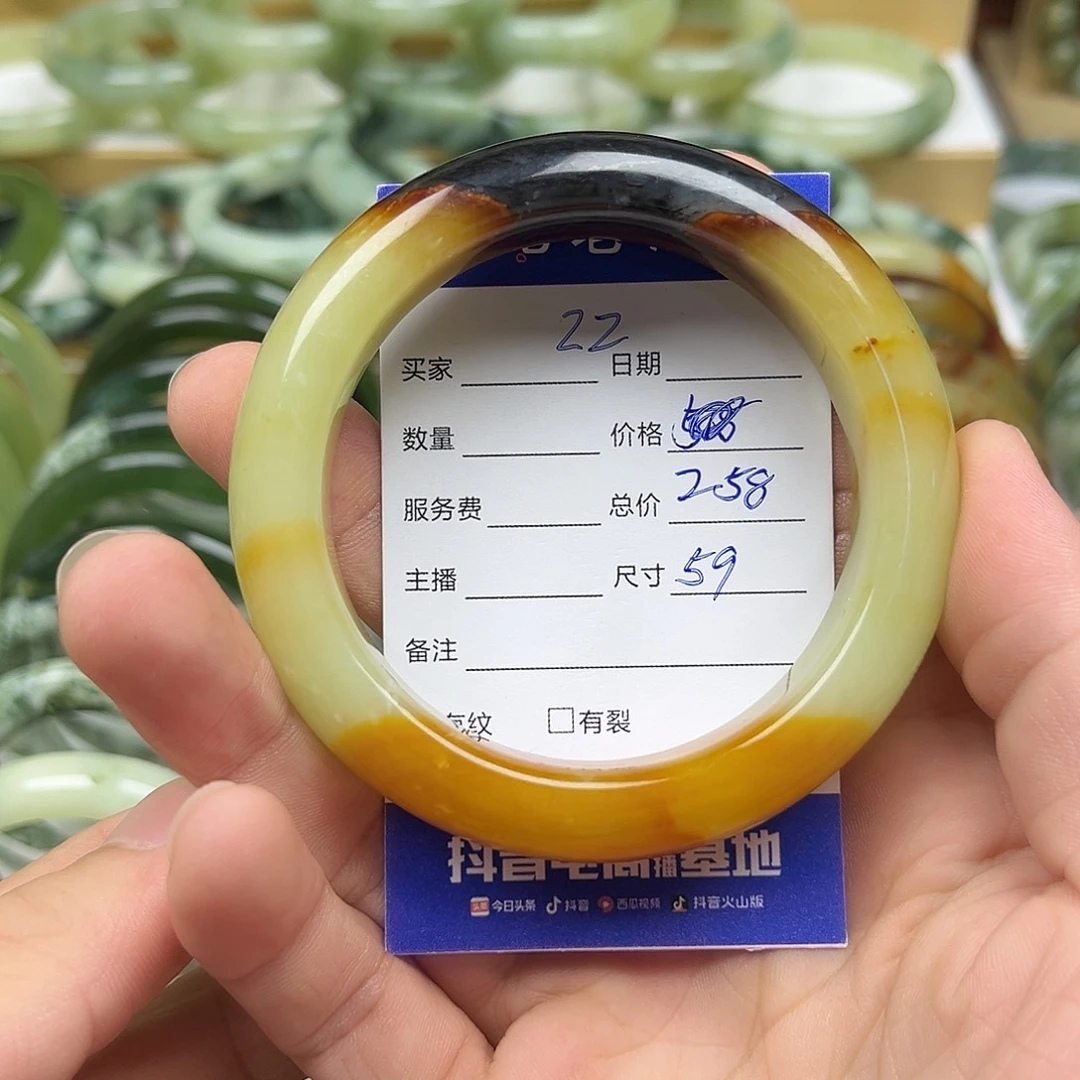 22
买家 日期
数量 价格
服务费 总价 258
主播 尺寸 59
备注
有纹 □有裂
抖音电商直播基地
今日头条 抖音 西瓜视频 抖音火山版